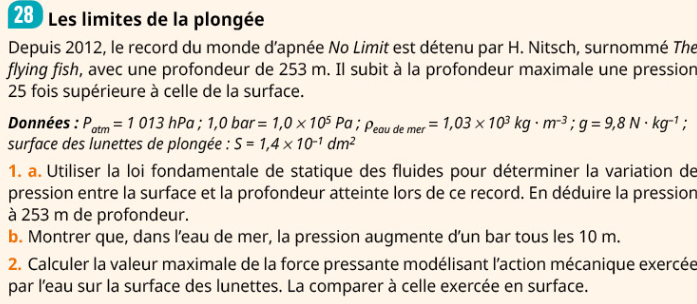 28 Les limites de la plongée
Depuis 2012, le record du monde d'apnée No Limit est détenu par H. Nitsch, surnommé The
flying fish, avec une profondeur de 253 m. Il subit à la profondeur maximale une pression
25 fois supérieure à celle de la surface.
Données : Patm = 1 013 hPa ; 1,0 bar = 1,0 × 10⁵ Pa ; ρeau de mer = 1,03 × 10³ kg · m⁻³ ; g = 9,8 N · kg⁻¹ ;
surface des lunettes de plongée : S = 1,4 × 10⁻¹ dm²
1. a. Utiliser la loi fondamentale de statique des fluides pour déterminer la variation de
pression entre la surface et la profondeur atteinte lors de ce record. En déduire la pression
à 253 m de profondeur.
b. Montrer que, dans l'eau de mer, la pression augmente d'un bar tous les 10 m.
2. Calculer la valeur maximale de la force pressante modélisant l'action mécanique exercée
par l'eau sur la surface des lunettes. La comparer à celle exercée en surface.